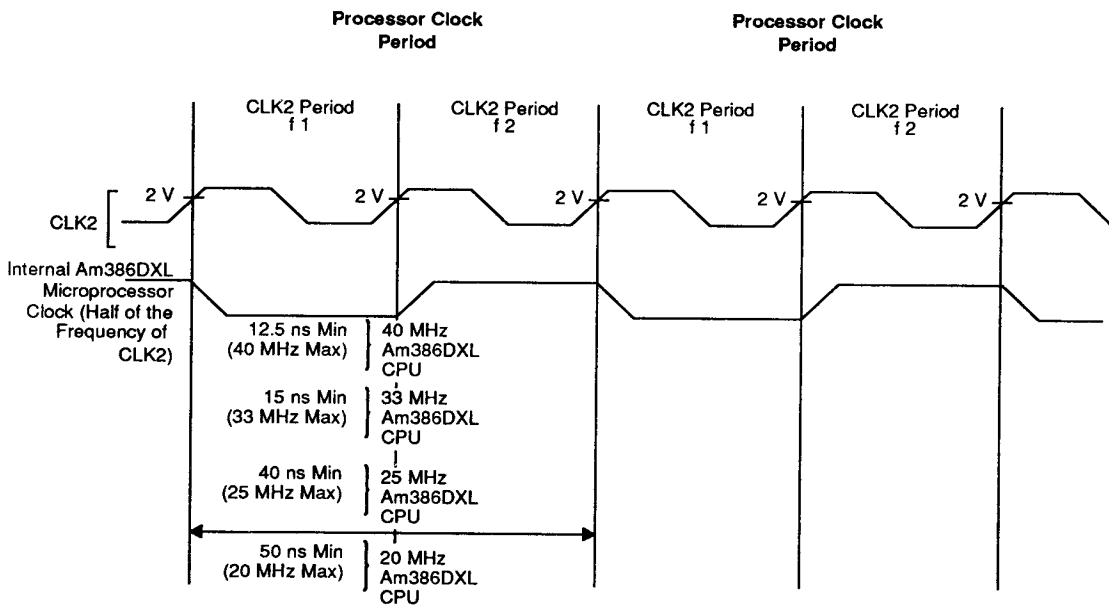 Processor Clock
Period
Processor Clock
Period
CLK2 Period
f 1
CLK2 Period
f 2
CLK2 Period
f 1
CLK2 Period
f 2
CLK2
2 V
2 V
2 V
2 V
2 V
Internal Am386DXL
Microprocessor
Clock (Half of the
Frequency of
CLK2)
12.5 ns Min
(40 MHz Max)
40 MHz
Am386DXL
CPU
15 ns Min
(33 MHz Max)
33 MHz
Am386DXL
CPU
40 ns Min
(25 MHz Max)
25 MHz
Am386DXL
CPU
50 ns Min
(20 MHz Max)
20 MHz
Am386DXL
CPU